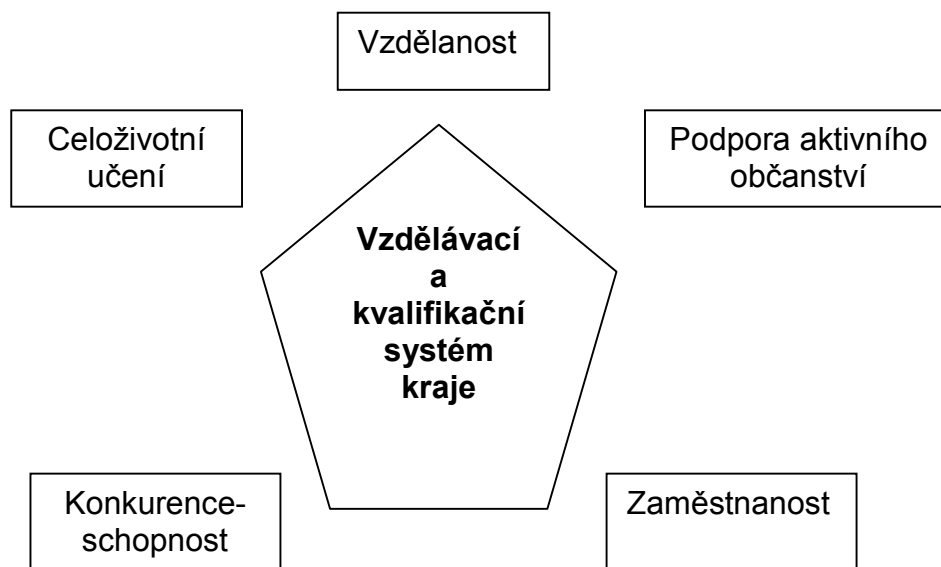 Vzdělanost
Celoživotní
učení
Podpora aktivního
občanství
Vzdělávací
a
kvalifikační
systém
kraje
Konkurence-
schopnost
Zaměstnanost